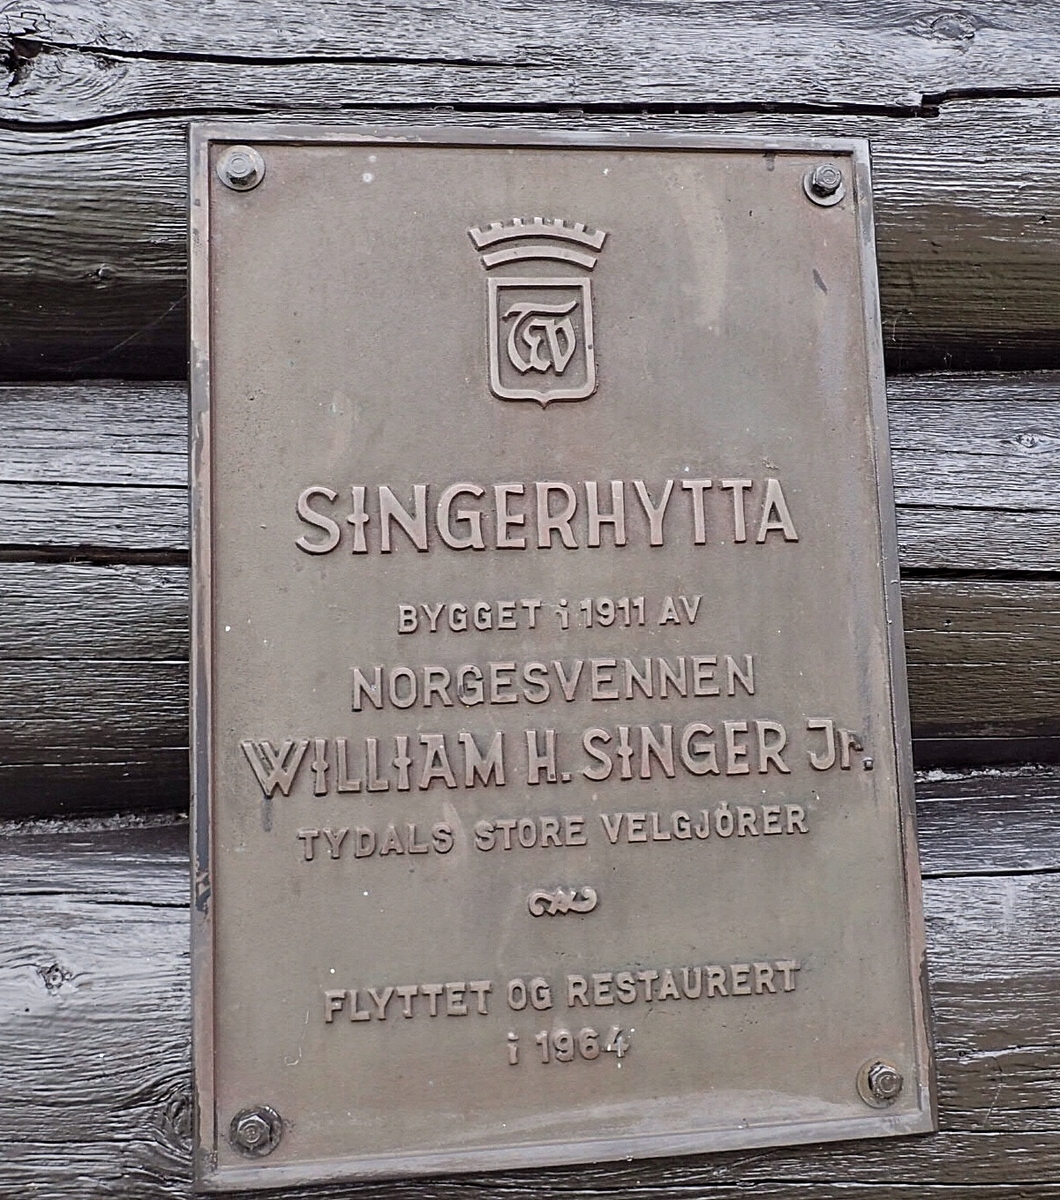 SINGERHYTTA
BYGGET i 1911 AV
NORGESVENNEN
WILLIAM H. SINGER Jr.
TYDALS STORE VELGJÖRER
FLYTTET OG RESTAURERT
i 1964